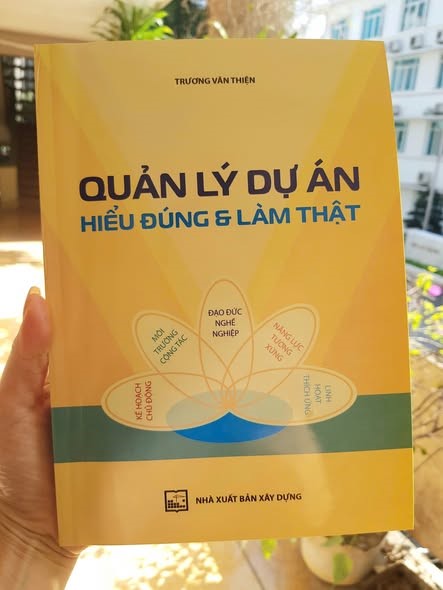 TRƯƠNG VĂN THIỆN
QUẢN LÝ DỰ ÁN
HIỂU ĐÚNG & LÀM THẬT
KẾ HOẠCH
CHỦ ĐỘNG
MÔI
TRƯỜNG
CÔNG TÁC
ĐẠO ĐỨC
NGHỀ
NGHIỆP
NĂNG LỰC
TƯƠNG
XỨNG
LINH
HOẠT
THÍCH ỨNG
NHÀ XUẤT BẢN XÂY DỰNG